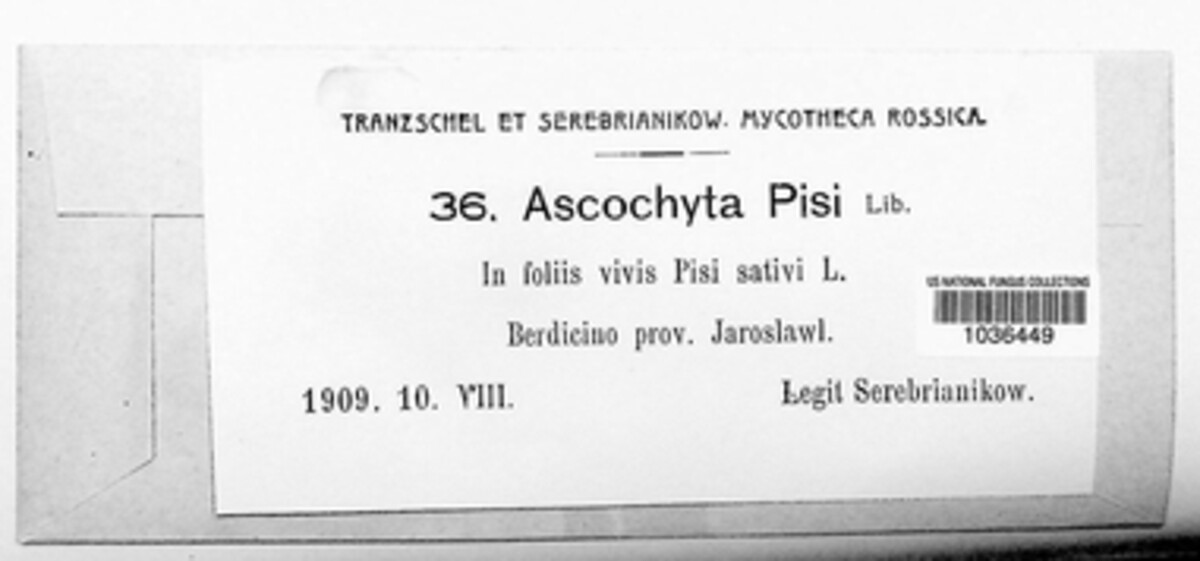 TRANZSCHEL ET SEREBRIANIKOW. MYCOTHECA ROSSICA.
36. Ascochyta Pisi Lib.
In foliis vivis Pisi sativi L.
US NATIONAL FUNGUS COLLECTIONS
1036449
Berdicino prov. Jaroslawl.
1909. 10. VIII. Legit Serebrianikow.